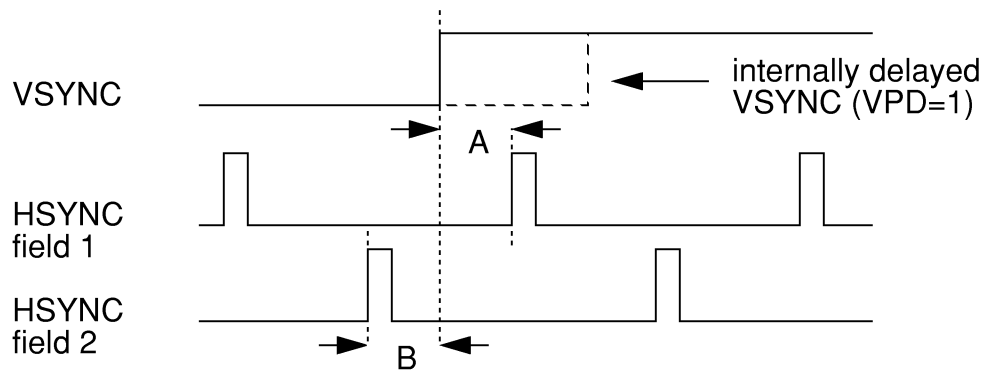 VSYNC
internally delayed
VSYNC (VPD=1)
A
HSYNC
field 1
HSYNC
field 2
B